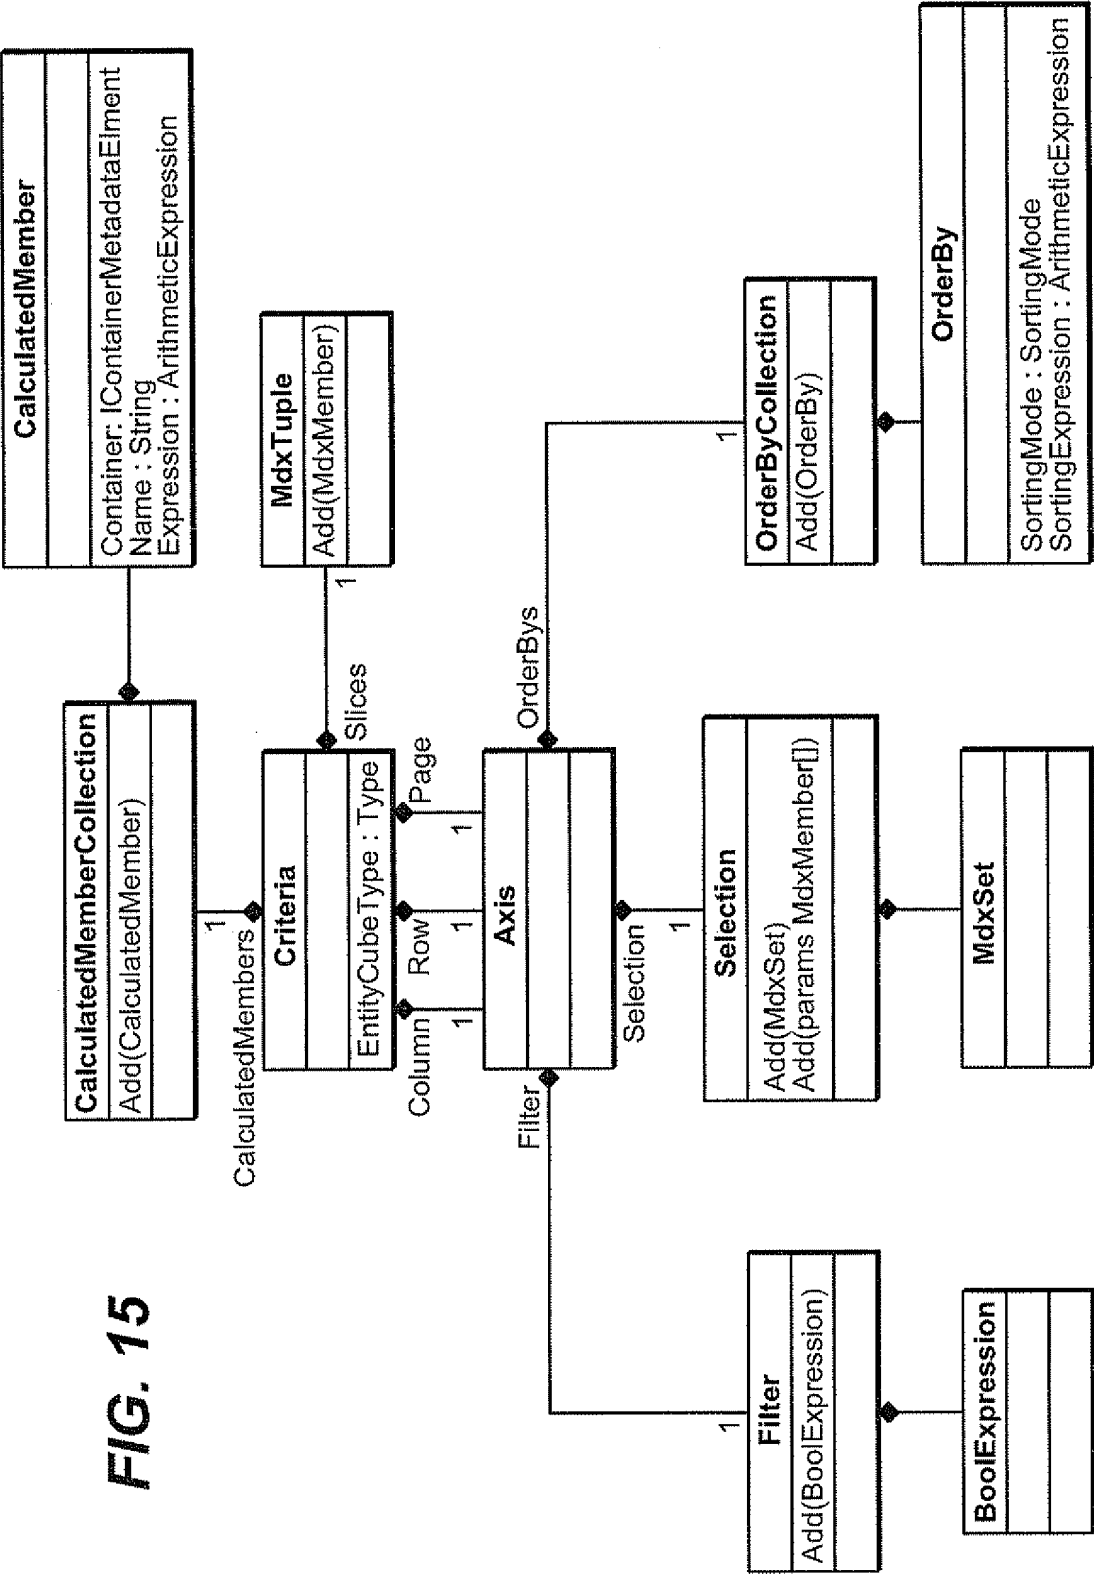 FIG. 15
CalculatedMemberCollection
Add(CalculatedMember)
CalculatedMember
Container: IContainerMetadataElment
Name : String
Expression : ArithmeticExpression
1
CalculatedMembers
Criteria
EntityCubeType : Type
Slices
1
MdxTuple
Add(MdxMember)
Column
Row
Page
1
1
1
Axis
Filter
Selection
OrderBys
1
1
1
Filter
Add(BoolExpression)
Selection
Add(MdxSet)
Add(params MdxMember[])
OrderByCollection
Add(OrderBy)
BoolExpression
MdxSet
OrderBy
SortingMode : SortingMode
SortingExpression : ArithmeticExpression